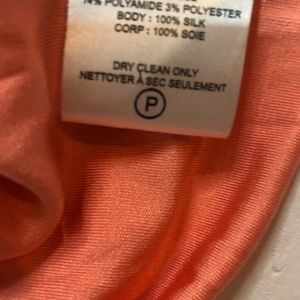 74% POLYAMIDE 3% POLYESTER
BODY : 100% SILK
CORP : 100% SOIE
DRY CLEAN ONLY
NETTOYER À SEC SEULEMENT
P